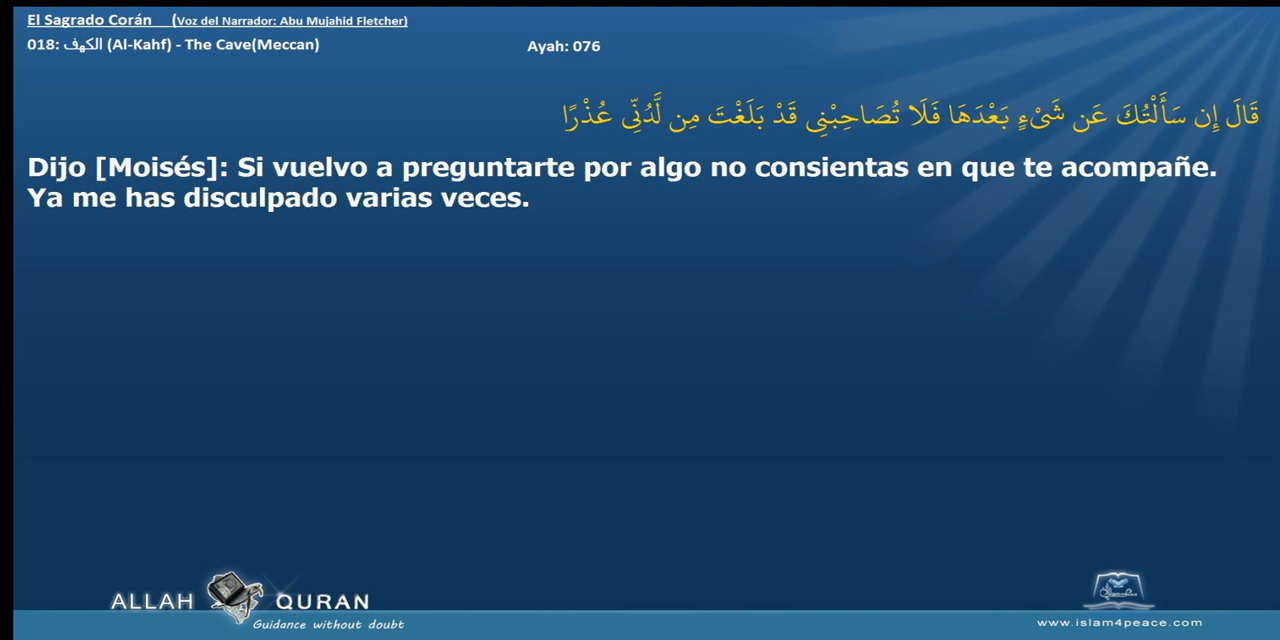 El Sagrado Corán (Voz del Narrador: Abu Mujahid Fletcher)
018: الكهف (Al-Kahf) - The Cave(Meccan) Ayah: 076
قَالَ إِن سَأَلْتُكَ عَن شَىْءٍ بَعْدَهَا فَلَا تُصَاحِبْنِى قَدْ بَلَغْتَ مِن لَّدُنِّى عُذْرًا
Dijo [Moisés]: Si vuelvo a preguntarte por algo no consientas en que te acompañe.
Ya me has disculpado varias veces.
ALLAH QURAN
Guidance without doubt
www.islam4peace.com